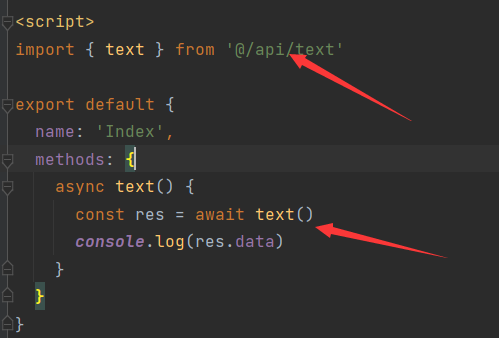 <script>
import { text } from '@/api/text'
export default {
name: 'Index',
methods: {
async text() {
const res = await text()
console.log(res.data)
}
}
}